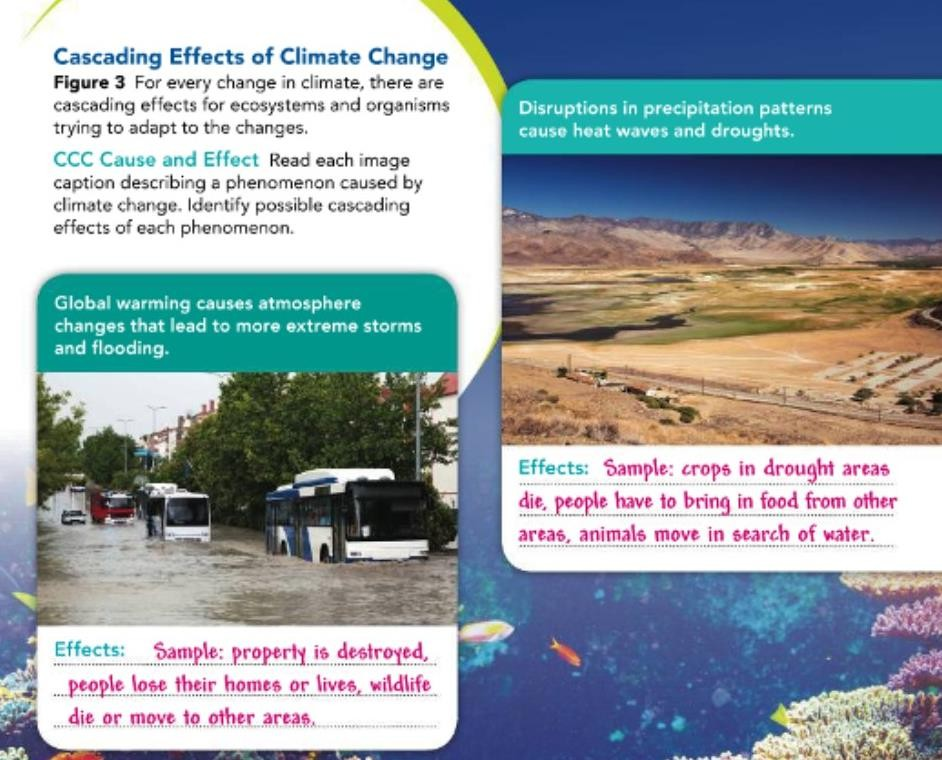 Cascading Effects of Climate Change
Figure 3 For every change in climate, there are
cascading effects for ecosystems and organisms
trying to adapt to the changes.
CCC Cause and Effect Read each image
caption describing a phenomenon caused by
climate change. Identify possible cascading
effects of each phenomenon.
Global warming causes atmosphere
changes that lead to more extreme storms
and flooding.
Effects: Sample: property is destroyed,
people lose their homes or lives, wildlife
die or move to other areas.
Disruptions in precipitation patterns
cause heat waves and droughts.
Effects: Sample: crops in drought areas
die, people have to bring in food from other
areas, animals move in search of water.